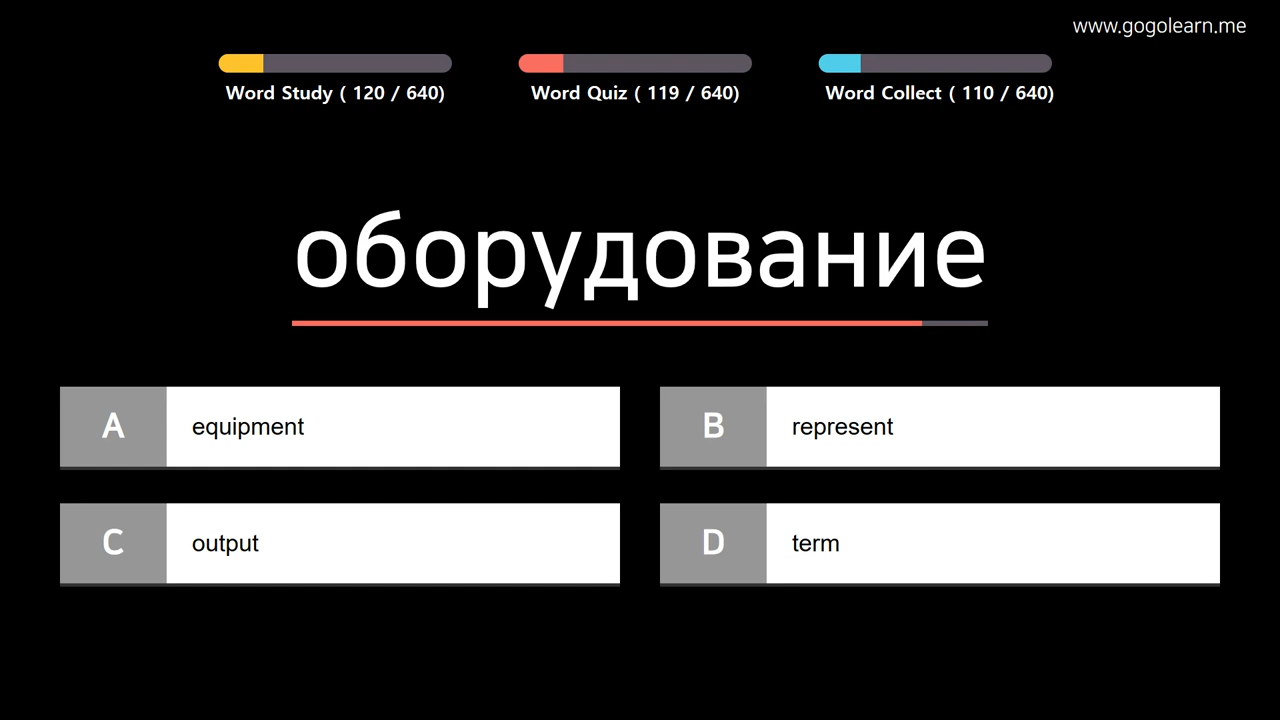 www.gogolearn.me
Word Study ( 120 / 640)
Word Quiz ( 119 / 640)
Word Collect ( 110 / 640)
оборудование
A equipment
B represent
C output
D term